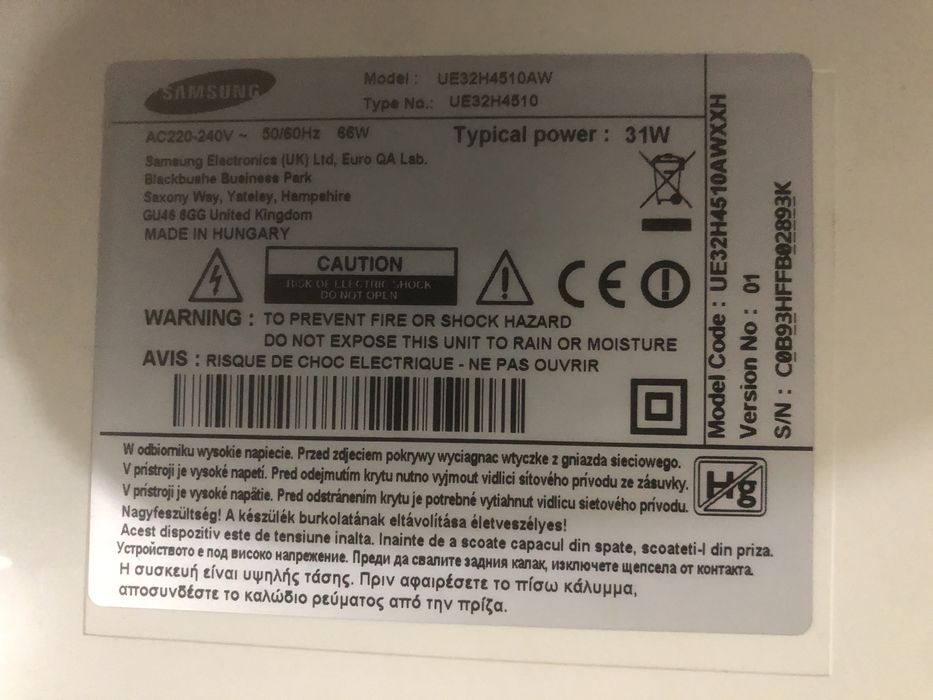 SAMSUNG
Model : UE32H4510AW
Type No.: UE32H4510
AC220-240V ~ 50/60Hz 66W
Typical power : 31W
Samsung Electronics (UK) Ltd, Euro QA Lab.
Blackbushe Business Park
Saxony Way, Yateley, Hampshire
GU46 6GG United Kingdom
MADE IN HUNGARY
CAUTION
RISK OF ELECTRIC SHOCK
DO NOT OPEN
CE
WARNING : TO PREVENT FIRE OR SHOCK HAZARD
DO NOT EXPOSE THIS UNIT TO RAIN OR MOISTURE
AVIS : RISQUE DE CHOC ELECTRIQUE - NE PAS OUVRIR
Model Code : UE32H4510AWXXH
Version No : 01
S/N : C0B93HFFB02893K
W odbiorniku wysokie napiecie. Przed zdjeciem pokrywy wyciagnac wtyczke z gniazda sieciowego.
V prístroji je vysoké napetí. Pred odejmutím krytu nutno vyjmout vidlici sítového prívodu ze zásuvky.
V prístroji je vysoké napätie. Pred odstránením krytu je potrebné vytiahnut vidlicu sietového prívodu.
Hg
Nagyfeszültség! A készülék burkolatának eltávolítása életveszélyes!
Acest dispozitiv este de tensiune inalta. Inainte de a scoate capacul din spate, scoateti-l din priza.
Устройството е под високо напрежение. Преди да свалите задния капак, изключете щепсела от контакта.
Η συσκευή είναι υψηλής τάσης. Πριν αφαιρέσετε το πίσω κάλυμμα,
αποσυνδέστε το καλώδιο ρεύματος από την πρίζα.